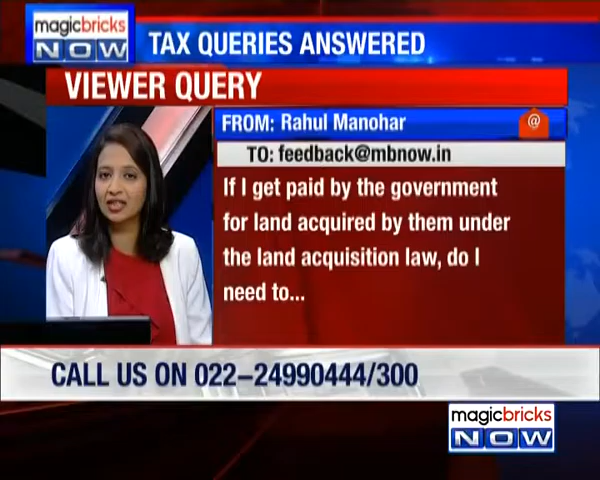 magicbricks
NOW
TAX QUERIES ANSWERED
VIEWER QUERY
FROM: Rahul Manohar
@
TO: feedback@mbnow.in
If I get paid by the government
for land acquired by them under
the land acquisition law, do I
need to...
CALL US ON 022–24990444/300
magicbricks
NOW